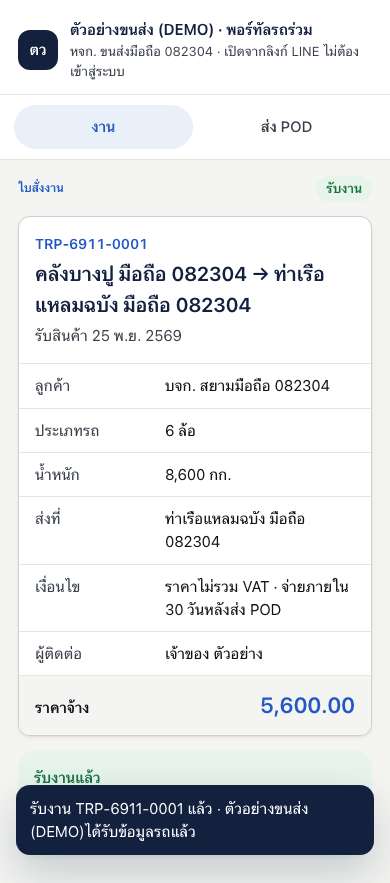 ตว
ตัวอย่างขนส่ง (DEMO) · พอร์ทัลรถร่วม
หจก. ขนส่งมือถือ 082304 · เปิดจากลิงก์ LINE ไม่ต้อง
เข้าสู่ระบบ
งาน
ส่ง POD
ใบสั่งงาน
รับงาน
TRP-6911-0001
คลังบางปู มือถือ 082304 → ท่าเรือ
แหลมฉบัง มือถือ 082304
รับสินค้า 25 พ.ย. 2569
ลูกค้า
บจก. สยามมือถือ 082304
ประเภทรถ
6 ล้อ
น้ำหนัก
8,600 กก.
ส่งที่
ท่าเรือแหลมฉบัง มือถือ
082304
เงื่อนไข
ราคาไม่รวม VAT · จ่ายภายใน
30 วันหลังส่ง POD
ผู้ติดต่อ
เจ้าของ ตัวอย่าง
ราคาจ้าง
5,600.00
รับงานแล้ว
รับงาน TRP-6911-0001 แล้ว · ตัวอย่างขนส่ง
(DEMO)ได้รับข้อมูลรถแล้ว